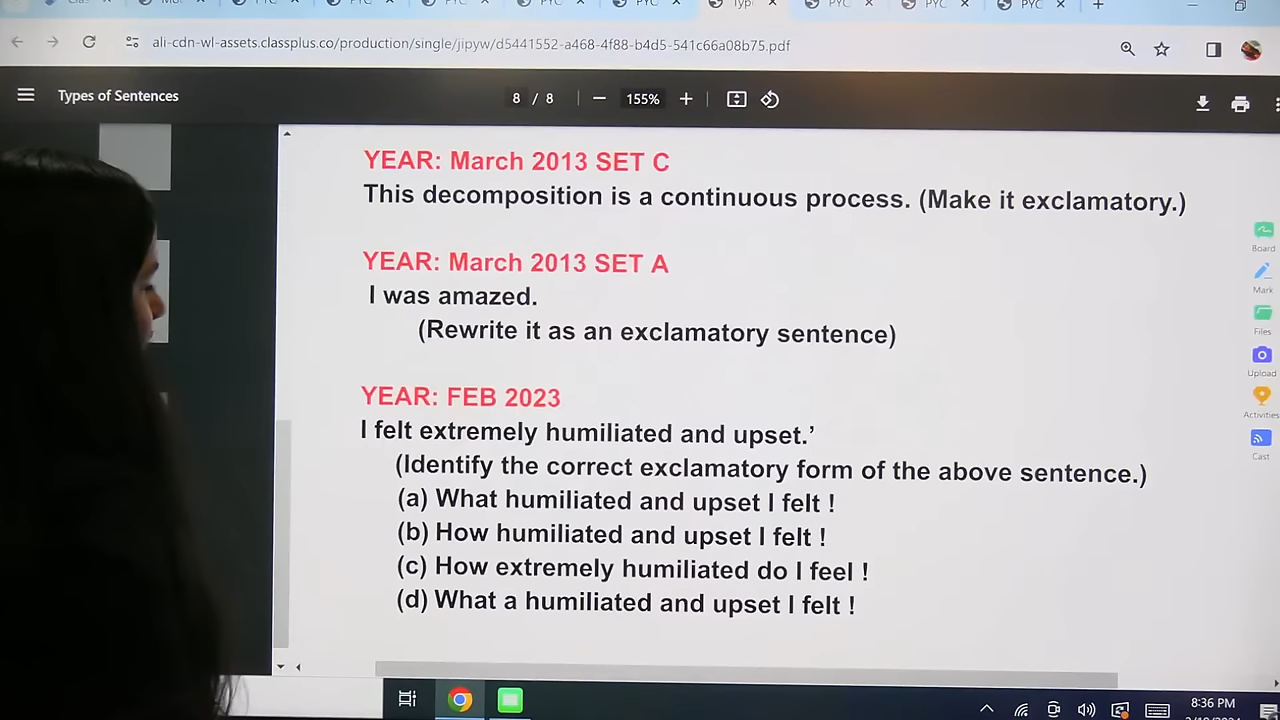 ali-cdn-wl-assets.classplus.co/production/single/jipyw/d5441552-a468-4f88-b4d5-541c66a08b75.pdf
Types of Sentences
8 / 8
155%
YEAR: March 2013 SET C
This decomposition is a continuous process. (Make it exclamatory.)
YEAR: March 2013 SET A
I was amazed.
(Rewrite it as an exclamatory sentence)
YEAR: FEB 2023
I felt extremely humiliated and upset.’
(Identify the correct exclamatory form of the above sentence.)
(a) What humiliated and upset I felt !
(b) How humiliated and upset I felt !
(c) How extremely humiliated do I feel !
(d) What a humiliated and upset I felt !
Board
Mark
Files
Upload
Activities
Cast
8:36 PM